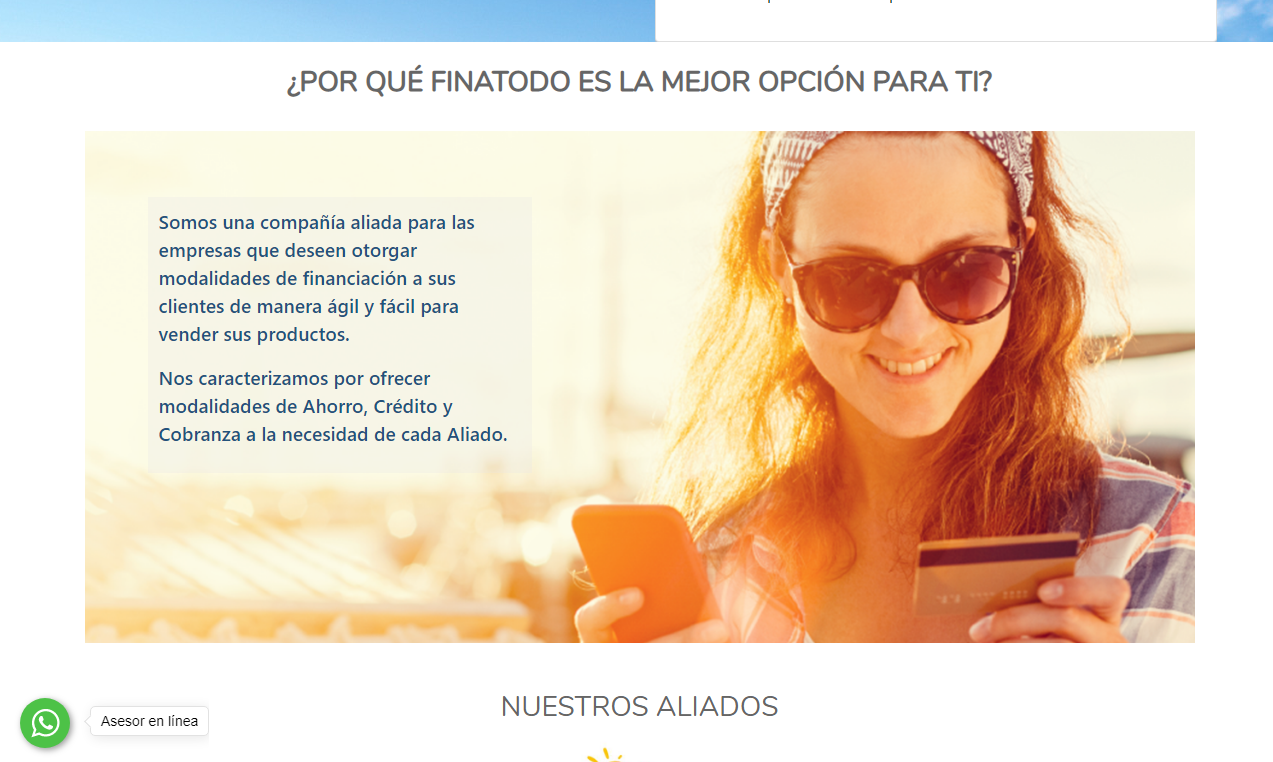 ¿POR QUÉ FINATODO ES LA MEJOR OPCIÓN PARA TI?
Somos una compañía aliada para las
empresas que deseen otorgar
modalidades de financiación a sus
clientes de manera ágil y fácil para
vender sus productos.
Nos caracterizamos por ofrecer
modalidades de Ahorro, Crédito y
Cobranza a la necesidad de cada Aliado.
NUESTROS ALIADOS
Asesor en línea